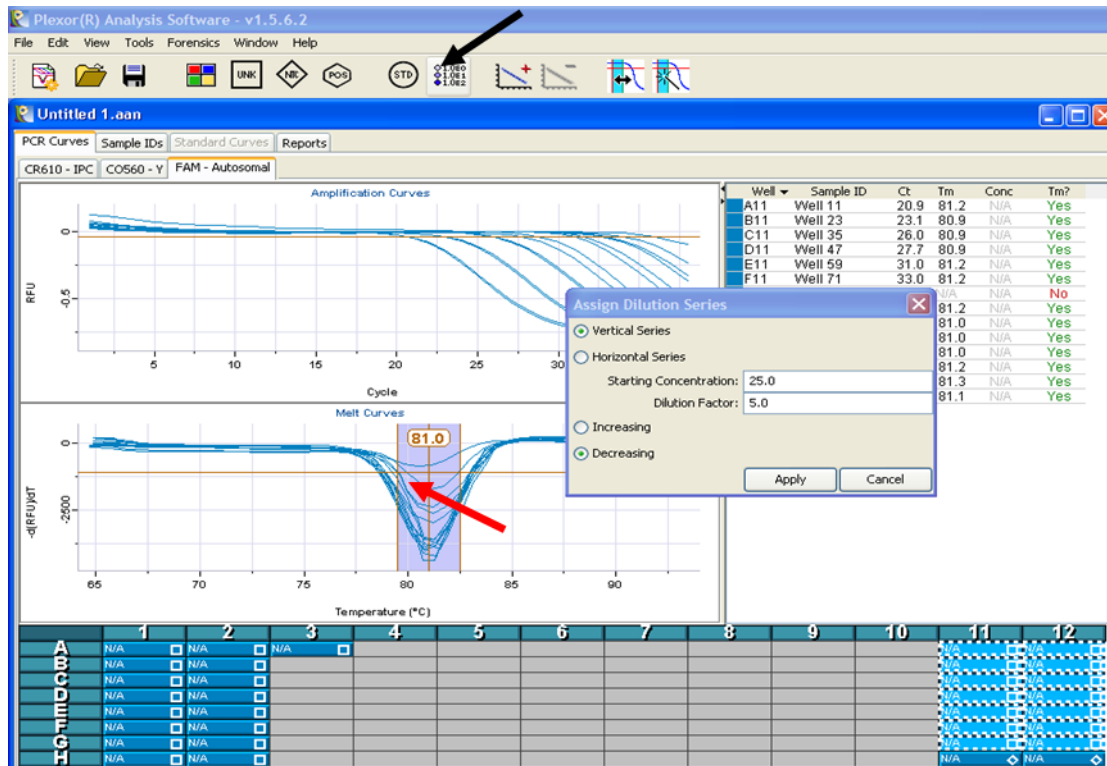 Plexor(R) Analysis Software - v1.5.6.2
File Edit View Tools Forensics Window Help
UNK NTC POS STD 1.0E0
1.0E1
1.0E2
Untitled 1.aan
PCR Curves Sample IDs Standard Curves Reports
CR610 - IPC CO560 - Y FAM - Autosomal
Amplification Curves
RFU
0
-0.5
5 10 15 20 25 30
Cycle
Melt Curves
81.0
-d(RFU)/dT
0
-2500
65 70 75 80 85 90
Temperature (°C)
Well Sample ID Ct Tm Conc Tm?
A11 Well 11 20.9 81.2 N/A Yes
B11 Well 23 23.1 80.9 N/A Yes
C11 Well 35 26.0 80.9 N/A Yes
D11 Well 47 27.7 80.9 N/A Yes
E11 Well 59 31.0 81.2 N/A Yes
F11 Well 71 33.0 81.2 N/A Yes
N/A N/A No
81.2 N/A Yes
81.0 N/A Yes
81.0 N/A Yes
81.0 N/A Yes
81.2 N/A Yes
81.3 N/A Yes
81.1 N/A Yes
Assign Dilution Series
Vertical Series
Horizontal Series
Starting Concentration: 25.0
Dilution Factor: 5.0
Increasing
Decreasing
Apply Cancel
1 2 3 4 5 6 7 8 9 10 11 12
A N/A N/A N/A N/A N/A
B N/A N/A N/A N/A
C N/A N/A N/A N/A
D N/A N/A N/A N/A
E N/A N/A N/A N/A
F N/A N/A N/A N/A
G N/A N/A N/A N/A
H N/A N/A N/A N/A